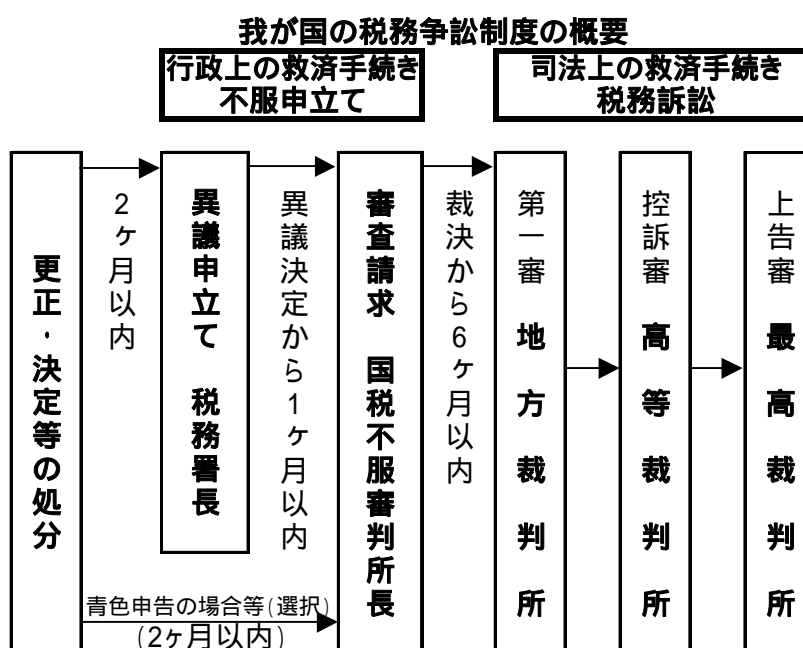 我が国の税務争訟制度の概要
行政上の救済手続き
不服申立て
司法上の救済手続き
税務訴訟
更正・決定等の処分
2ヶ月以内
異議申立て 税務署長
異議決定から1ヶ月以内
審査請求 国税不服審判所長
裁決から6ヶ月以内
第一審 地方裁判所
控訴審 高等裁判所
上告審 最高裁判所
青色申告の場合等(選択)
(2ヶ月以内)